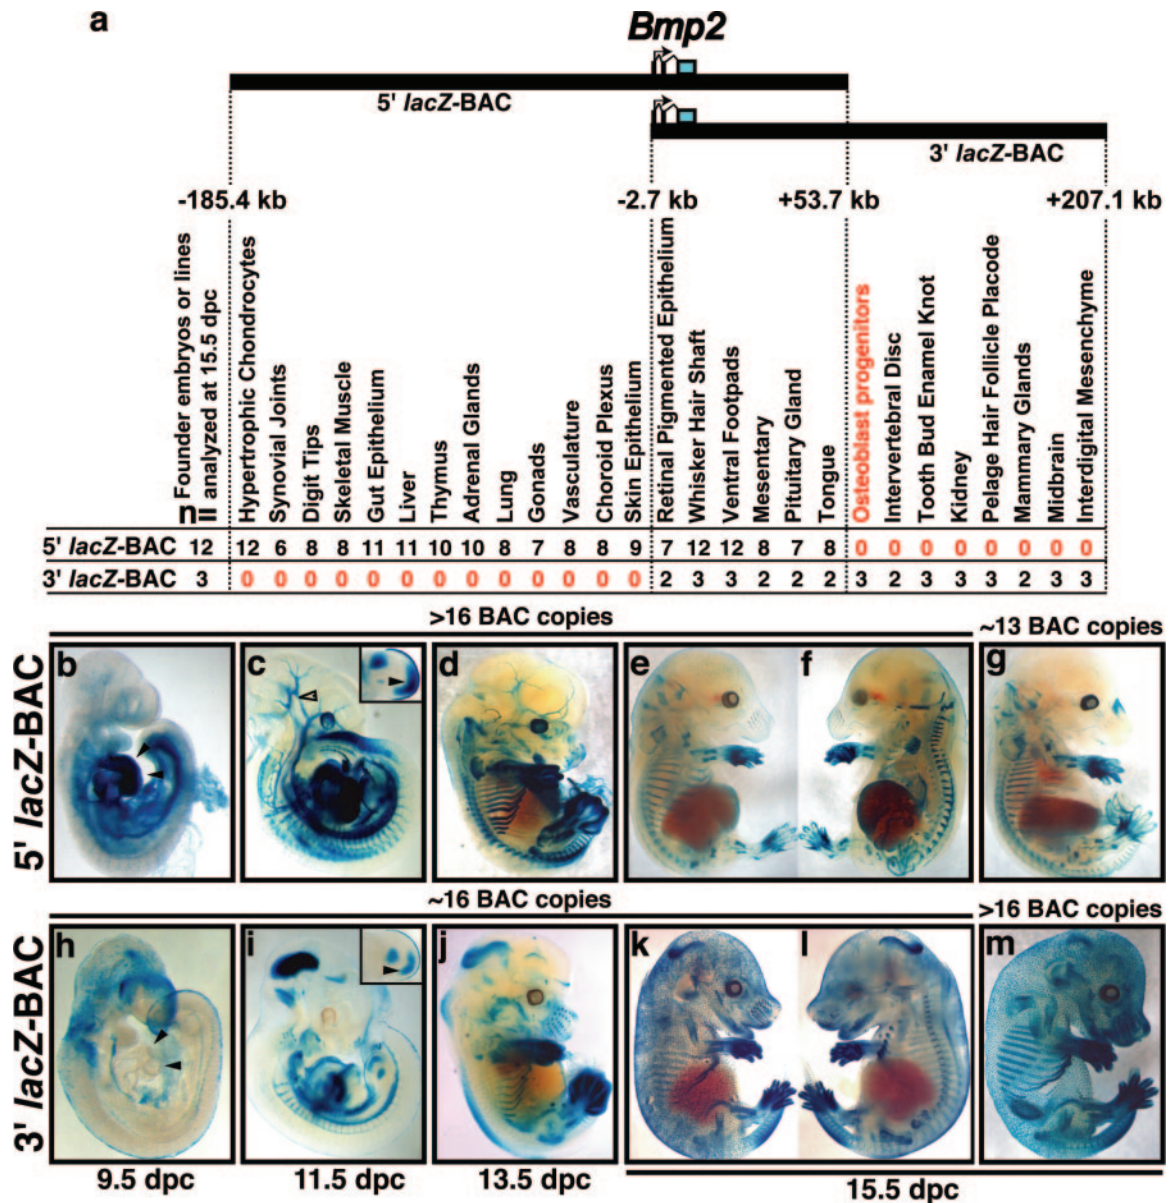 a
Bmp2
5' lacZ-BAC
3' lacZ-BAC
-185.4 kb
-2.7 kb
+53.7 kb
+207.1 kb
n = Founder embryos or lines
analyzed at 15.5 dpc
Hypertrophic Chondrocytes
Synovial Joints
Digit Tips
Skeletal Muscle
Gut Epithelium
Liver
Thymus
Adrenal Glands
Lung
Gonads
Vasculature
Choroid Plexus
Skin Epithelium
Retinal Pigmented Epithelium
Whisker Hair Shaft
Ventral Footpads
Mesentary
Pituitary Gland
Tongue
Osteoblast progenitors
Intervertebral Disc
Tooth Bud Enamel Knot
Kidney
Pelage Hair Follicle Placode
Mammary Glands
Midbrain
Interdigital Mesenchyme
5' lacZ-BAC 12 12 6 8 8 11 11 10 10 8 7 8 8 9 7 12 12 8 7 8 0 0 0 0 0 0 0 0
3' lacZ-BAC 3 0 0 0 0 0 0 0 0 0 0 0 0 0 2 3 3 2 2 2 3 2 3 3 3 2 3 3
>16 BAC copies
~13 BAC copies
5' lacZ-BAC
b
c
d
e
f
g
~16 BAC copies
>16 BAC copies
3' lacZ-BAC
h
i
j
k
l
m
9.5 dpc
11.5 dpc
13.5 dpc
15.5 dpc